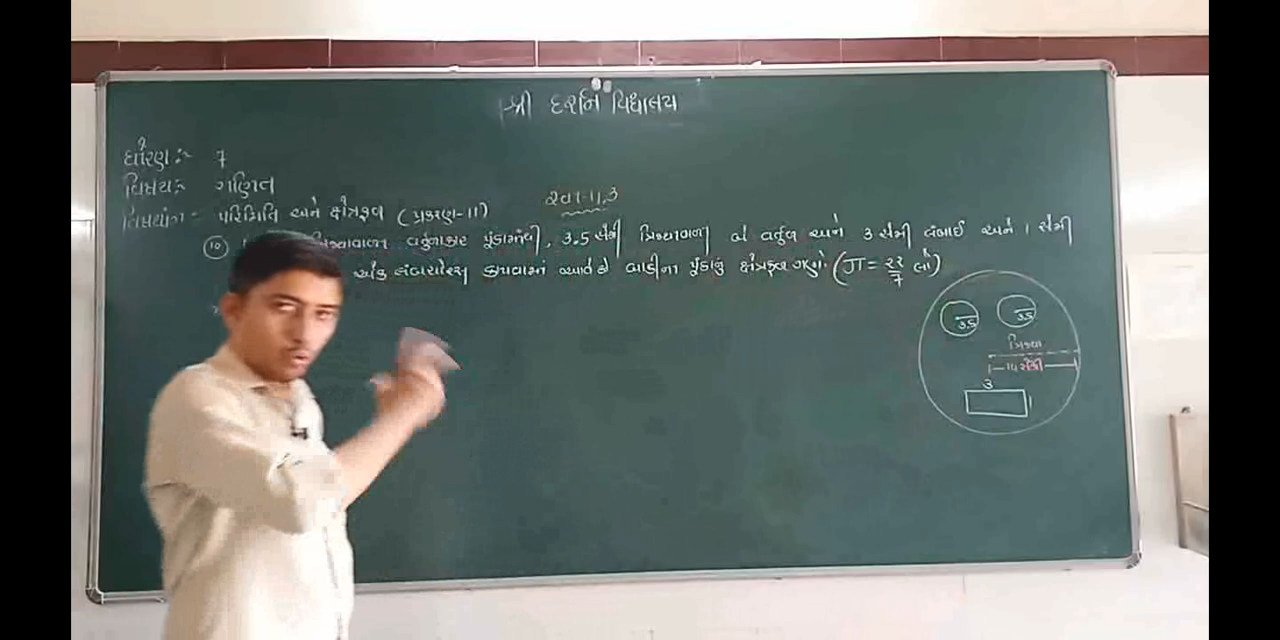 શ્રી દર્શન વિધાલય
ધોરણ :- 7
વિષય :- ગણિત
વિષયાંગ :- પરિમિતિ અને ક્ષેત્રફળ (પ્રકરણ-11)
સ્વા-11.3
10 ત્રિજ્યાવાળા વર્તુળાકાર પૂંઠામાંથી, 3.5 સેમી ત્રિજ્યાવાળા બે વર્તુળ અને 3 સેમી લંબાઈ અને 1 સેમી
એક લંબચોરસ કાપવામાં આવે છે બાકીના પૂંઠાનું ક્ષેત્રફળ ગણો (π = 22/7 લો)
3.5 3.5
ત્રિજ્યા
14 સેમી
3
1